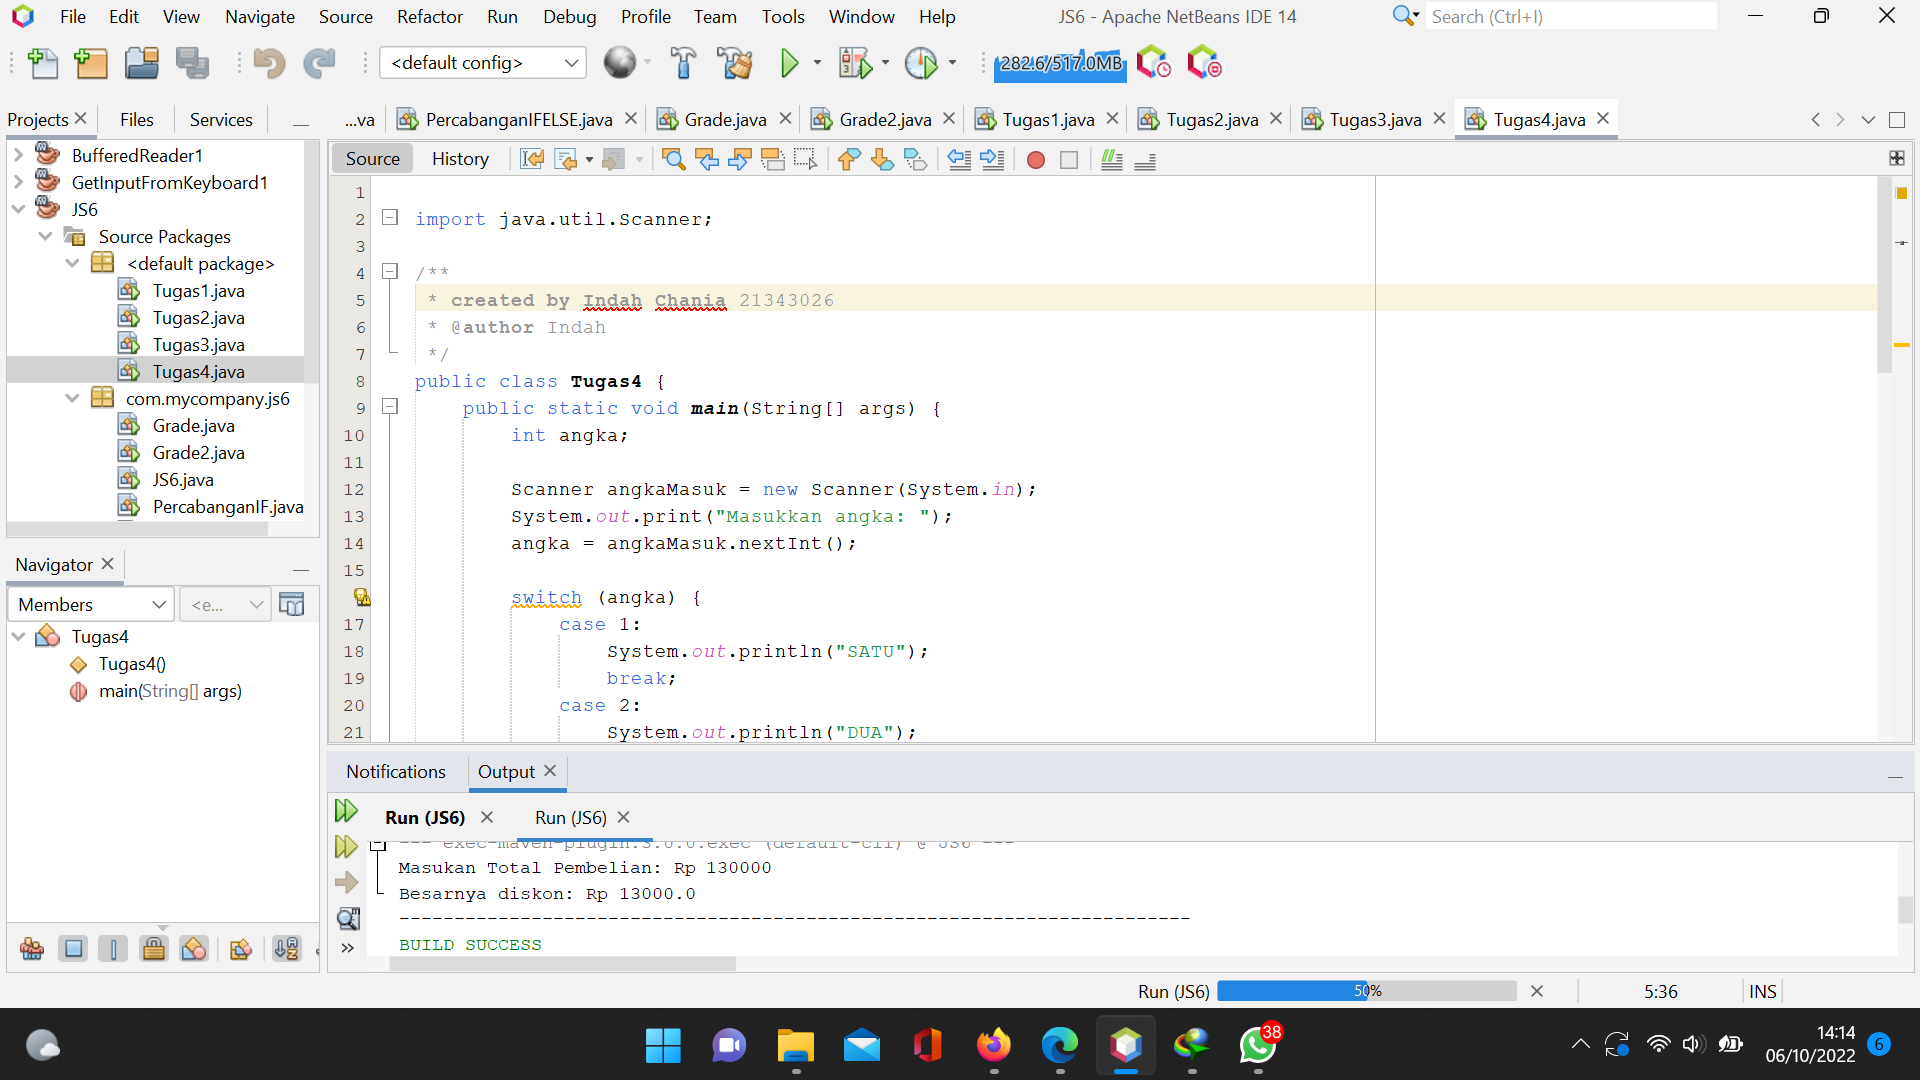 File Edit View Navigate Source Refactor Run Debug Profile Team Tools Window Help JS6 - Apache NetBeans IDE 14 Search (Ctrl+I)
<default config> 282.6/517.0MB
Projects Files Services ...va PercabanganIFELSE.java Grade.java Grade2.java Tugas1.java Tugas2.java Tugas3.java Tugas4.java
Source History
BufferedReader1
GetInputFromKeyboard1
JS6
Source Packages
<default package>
Tugas1.java
Tugas2.java
Tugas3.java
Tugas4.java
com.mycompany.js6
Grade.java
Grade2.java
JS6.java
PercabanganIF.java
Navigator
Members <e...
Tugas4
Tugas4()
main(String[] args)
1
2 import java.util.Scanner;
3
4 /**
5 * created by Indah Chania 21343026
6 * @author Indah
7 */
8 public class Tugas4 {
9 public static void main(String[] args) {
10 int angka;
11
12 Scanner angkaMasuk = new Scanner(System.in);
13 System.out.print("Masukkan angka: ");
14 angka = angkaMasuk.nextInt();
15
switch (angka) {
17 case 1:
18 System.out.println("SATU");
19 break;
20 case 2:
21 System.out.println("DUA");
Notifications Output
Run (JS6) Run (JS6)
--- exec-maven-plugin:3.0.0:exec (default-cli) @ JS6 ---
Masukan Total Pembelian: Rp 130000
Besarnya diskon: Rp 13000.0
------------------------------------------------------------------------
BUILD SUCCESS
Run (JS6) 50% 5:36 INS
38
14:14
06/10/2022 6